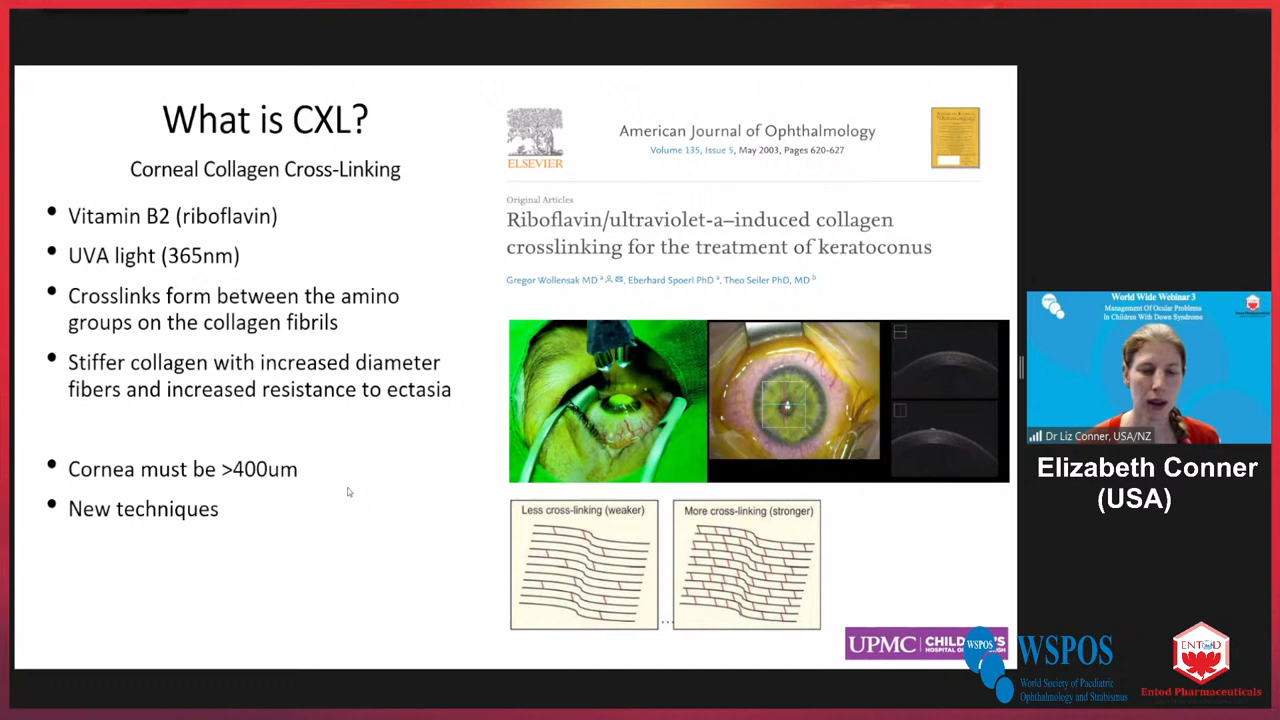 What is CXL?
Corneal Collagen Cross-Linking
• Vitamin B2 (riboflavin)
• UVA light (365nm)
• Crosslinks form between the amino
groups on the collagen fibrils
• Stiffer collagen with increased diameter
fibers and increased resistance to ectasia
• Cornea must be >400um
• New techniques
ELSEVIER
American Journal of Ophthalmology
Volume 135, Issue 5, May 2003, Pages 620-627
Original Articles
Riboflavin/ultraviolet-a–induced collagen
crosslinking for the treatment of keratoconus
Gregor Wollensak MD a, Eberhard Spoerl PhD a, Theo Seiler PhD, MD b
Less cross-linking (weaker)
More cross-linking (stronger)
...
UPMC
World Wide Webinar 3
Management Of Ocular Problems
In Children With Down Syndrome
Dr Liz Conner, USA/NZ
Elizabeth Conner
(USA)
WSPOS
WSPOS
World Society of Paediatric
Ophthalmology and Strabismus
ENTOD
Entod Pharmaceuticals